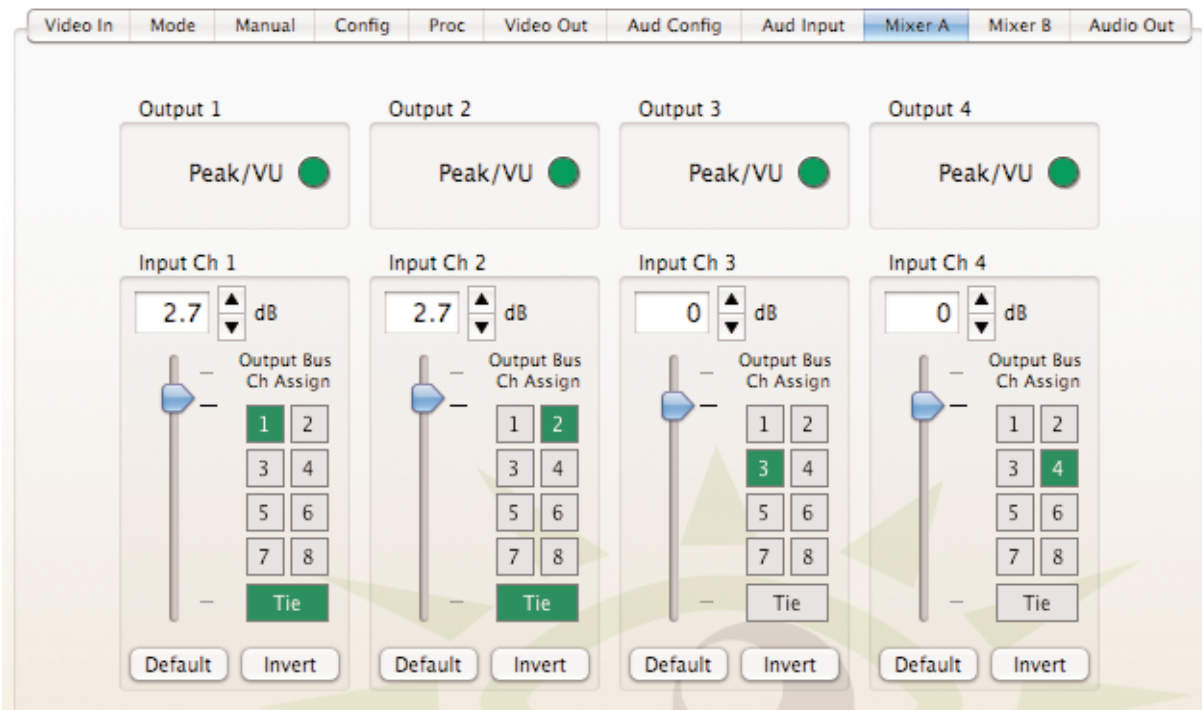 Video In Mode Manual Config Proc Video Out Aud Config Aud Input Mixer A Mixer B Audio Out
Output 1 Output 2 Output 3 Output 4
Peak/VU Peak/VU Peak/VU Peak/VU
Input Ch 1 Input Ch 2 Input Ch 3 Input Ch 4
2.7 dB 2.7 dB 0 dB 0 dB
Output Bus Output Bus Output Bus Output Bus
Ch Assign Ch Assign Ch Assign Ch Assign
1 2 1 2 1 2 1 2
3 4 3 4 3 4 3 4
5 6 5 6 5 6 5 6
7 8 7 8 7 8 7 8
Tie Tie Tie Tie
Default Invert Default Invert Default Invert Default Invert